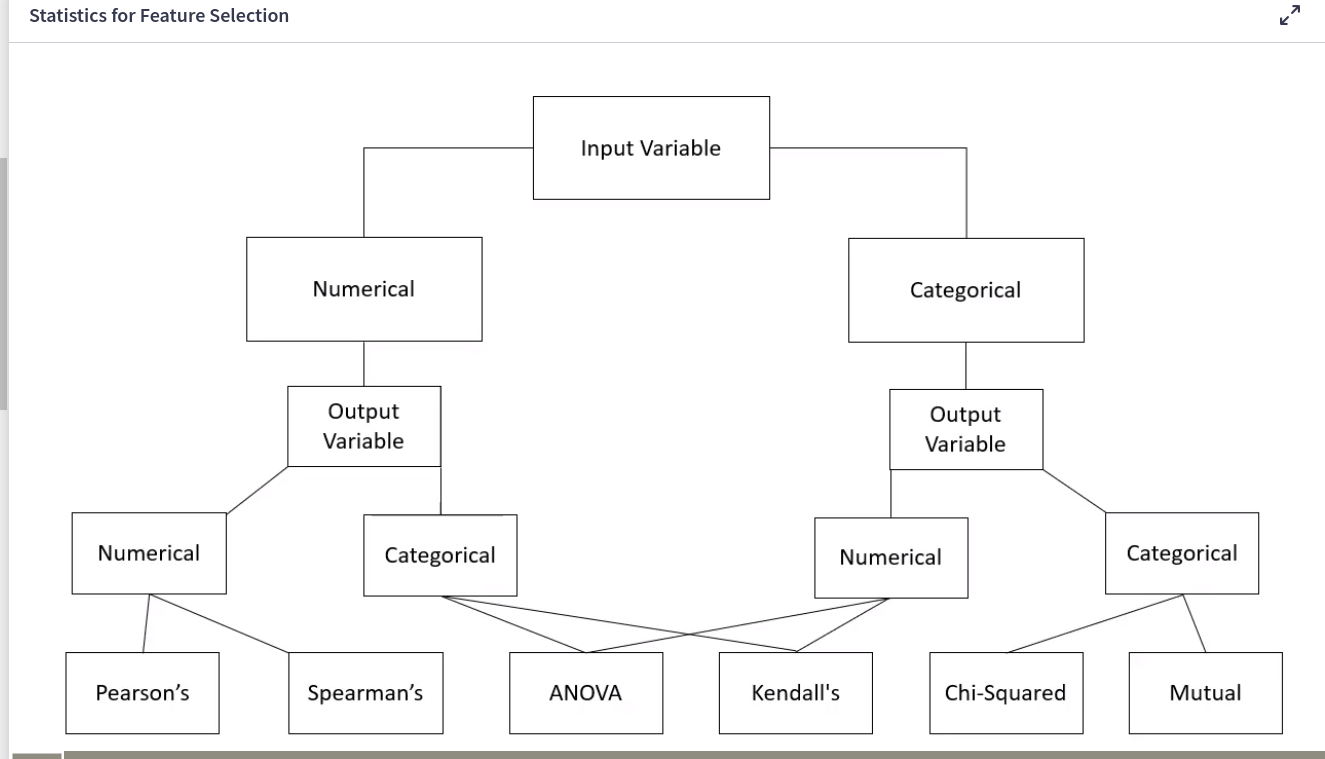 Statistics for Feature Selection
Input Variable
Numerical
Categorical
Output
Variable
Output
Variable
Numerical
Categorical
Numerical
Categorical
Pearson’s
Spearman’s
ANOVA
Kendall's
Chi-Squared
Mutual